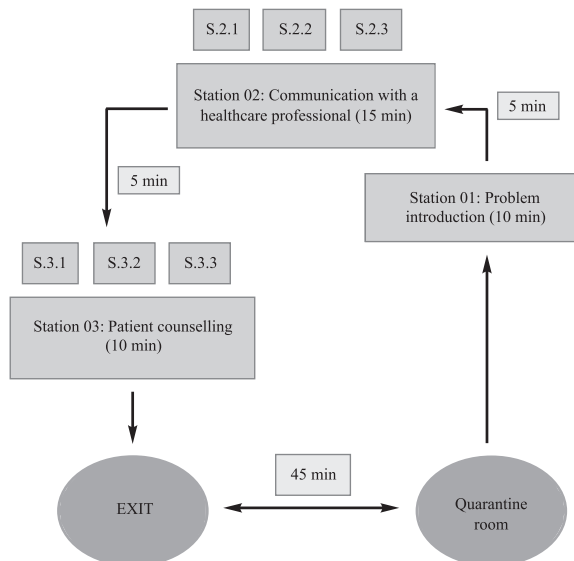 S.2.1
S.2.2
S.2.3
Station 02: Communication with a
healthcare professional (15 min)
5 min
5 min
Station 01: Problem
introduction (10 min)
S.3.1
S.3.2
S.3.3
Station 03: Patient counselling
(10 min)
45 min
EXIT
Quarantine
room